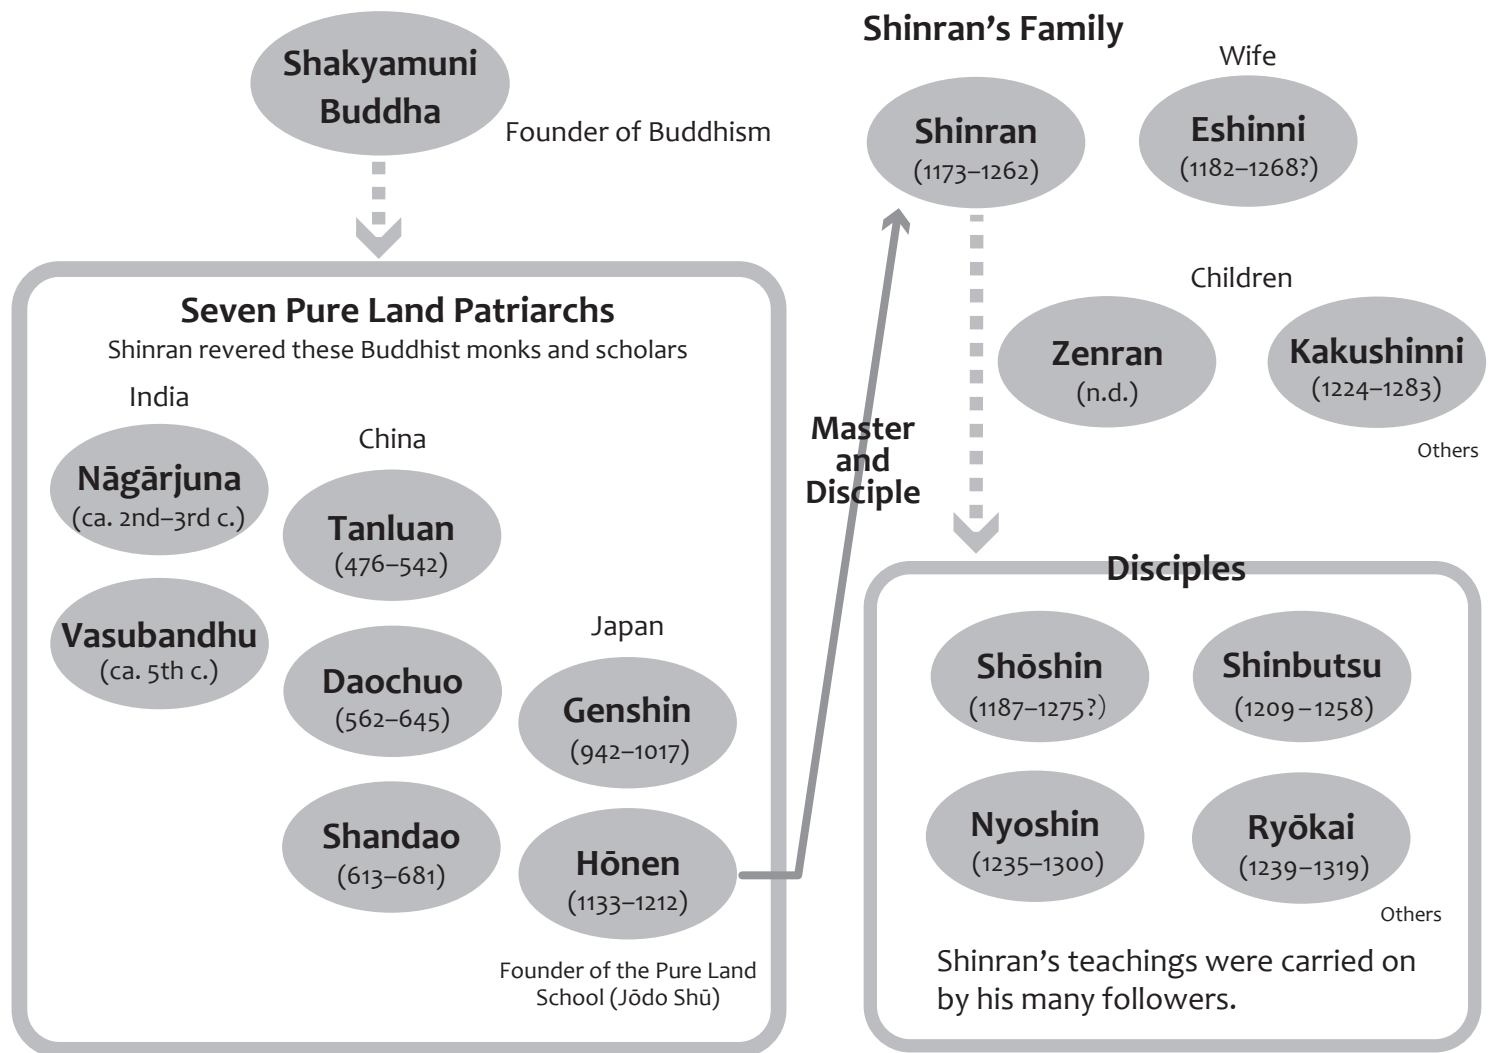 Shakyamuni
Buddha
Founder of Buddhism
Seven Pure Land Patriarchs
Shinran revered these Buddhist monks and scholars
India
Nāgārjuna
(ca. 2nd–3rd c.)
Vasubandhu
(ca. 5th c.)
China
Tanluan
(476–542)
Daochuo
(562–645)
Shandao
(613–681)
Japan
Genshin
(942–1017)
Hōnen
(1133–1212)
Founder of the Pure Land
School (Jōdo Shū)
Master
and
Disciple
Shinran’s Family
Shinran
(1173–1262)
Wife
Eshinni
(1182–1268?)
Children
Zenran
(n.d.)
Kakushinni
(1224–1283)
Others
Disciples
Shōshin
(1187–1275?)
Shinbutsu
(1209–1258)
Nyoshin
(1235–1300)
Ryōkai
(1239–1319)
Others
Shinran’s teachings were carried on
by his many followers.